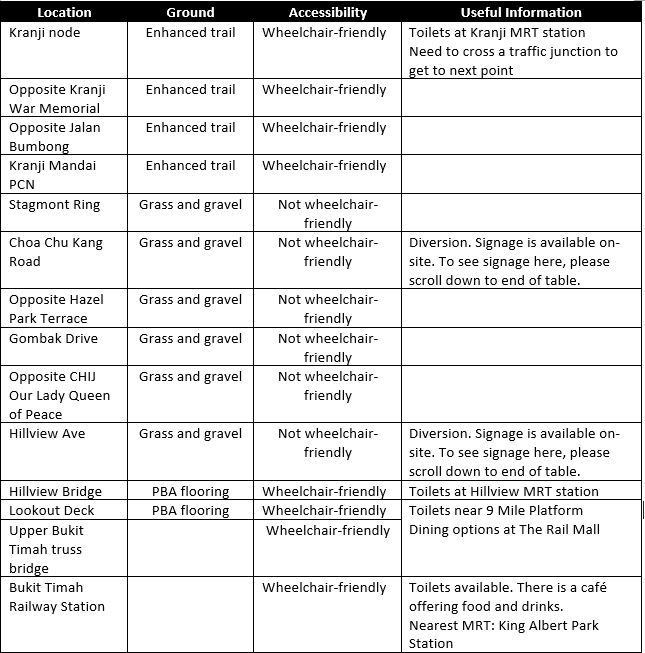 Location Ground Accessibility Useful Information
Kranji node Enhanced trail Wheelchair-friendly Toilets at Kranji MRT station
Need to cross a traffic junction to
get to next point
Opposite Kranji Enhanced trail Wheelchair-friendly
War Memorial
Opposite Jalan Enhanced trail Wheelchair-friendly
Bumbong
Kranji Mandai Enhanced trail Wheelchair-friendly
PCN
Stagmont Ring Grass and gravel Not wheelchair-
friendly
Choa Chu Kang Grass and gravel Not wheelchair- Diversion. Signage is available on-
Road friendly site. To see signage here, please
scroll down to end of table.
Opposite Hazel Grass and gravel Not wheelchair-
Park Terrace friendly
Gombak Drive Grass and gravel Not wheelchair-
friendly
Opposite CHIJ Grass and gravel Not wheelchair-
Our Lady Queen friendly
of Peace
Hillview Ave Grass and gravel Not wheelchair- Diversion. Signage is available on-
friendly site. To see signage here, please
scroll down to end of table.
Hillview Bridge PBA flooring Wheelchair-friendly Toilets at Hillview MRT station
Lookout Deck PBA flooring Wheelchair-friendly Toilets near 9 Mile Platform
Upper Bukit Wheelchair-friendly Dining options at The Rail Mall
Timah truss
bridge
Bukit Timah Wheelchair-friendly Toilets available. There is a café
Railway Station offering food and drinks.
Nearest MRT: King Albert Park
Station